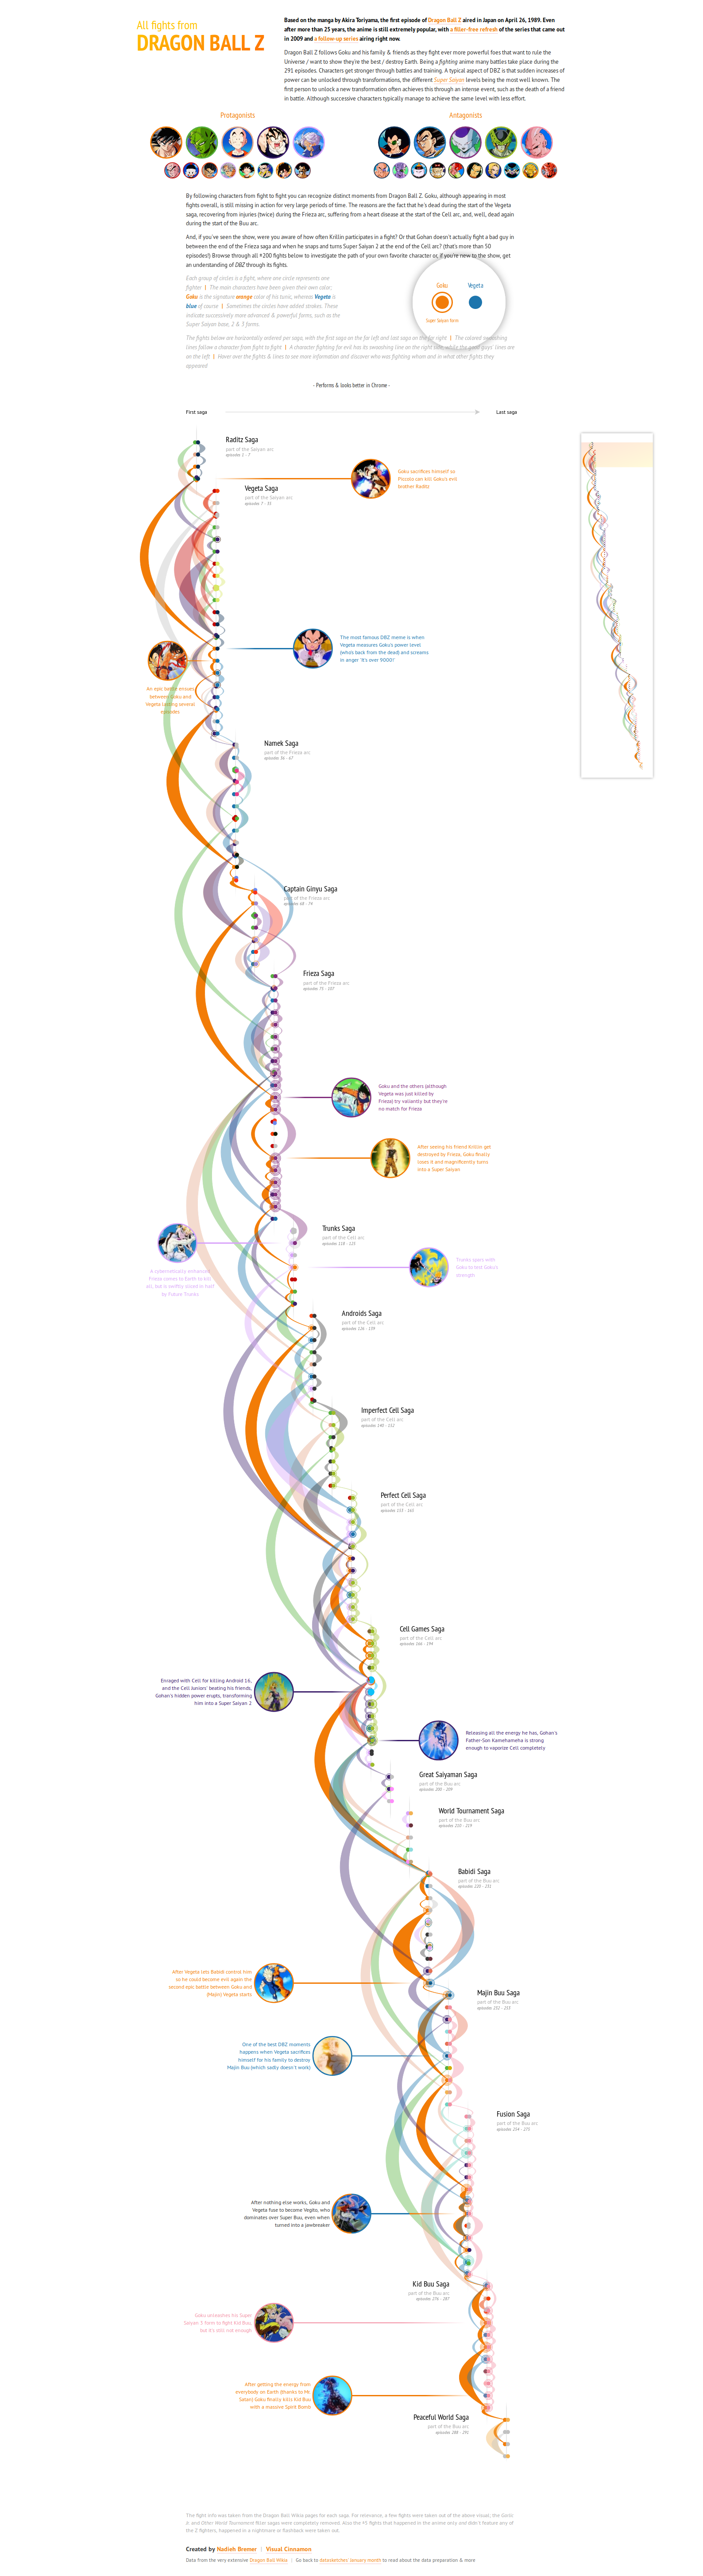 All fights from
DRAGON BALL Z
Based on the manga by Akira Toriyama, the first episode of Dragon Ball Z aired in Japan on April 26, 1989. Even
after more than 25 years, the anime is still extremely popular, with a filler-free refresh of the series that came out
in 2009 and a follow-up series airing right now.
Dragon Ball Z follows Goku and his family & friends as they fight ever more powerful foes that want to rule the
Universe / want to show they're the best / destroy Earth. Being a fighting anime many battles take place during the
291 episodes. Characters get stronger through battles and training. A typical aspect of DBZ is that sudden increases of
power can be unlocked through transformations, the different Super Saiyan levels being the most well known. The
first person to unlock a new transformation often achieves this through an intense event, such as the death of a friend
in battle. Although successive characters typically manage to achieve the same level with less effort.
Protagonists
Antagonists
By following characters from fight to fight you can recognize distinct moments from Dragon Ball Z. Goku, although appearing in most
fights overall, is still missing in action for very large periods of time. The reasons are the fact that he's dead during the start of the Vegeta
saga, recovering from injuries (twice) during the Frieza arc, suffering from a heart disease at the start of the Cell arc, and, well, dead again
during the start of the Buu arc.
And, if you've seen the show, were you aware of how often Krillin participates in a fight? Or that Gohan doesn't actually fight a bad guy in
between the end of the Frieza saga and when he snaps and turns Super Saiyan 2 at the end of the Cell arc? (that's more than 50
episodes!) Browse through all ±200 fights below to investigate the path of your own favorite character or, if you're new to the show, get
an understanding of DBZ through its fights.
Each group of circles is a fight, where one circle represents one
fighter | The main characters have been given their own color;
Goku is the signature orange color of his tunic, whereas Vegeta is
blue of course | Sometimes the circles have added strokes. These
indicate successively more advanced & powerful forms, such as the
Super Saiyan base, 2 & 3 forms
Goku
Vegeta
Super Saiyan form
The fights below are horizontally ordered per saga, with the first saga on the far left and last saga on the far right | The colored swooshing
lines follow a character from fight to fight | A character fighting for evil has its swooshing line on the right side, while the good guys' lines are
on the left | Hover over the fights & lines to see more information and discover who was fighting whom and in what other fights they
appeared
- Performs & looks better in Chrome -
First saga
Last saga
Raditz Saga
part of the Saiyan arc
episodes 1 - 7
Goku sacrifices himself so
Piccolo can kill Goku's evil
brother Raditz
Vegeta Saga
part of the Saiyan arc
episodes 7 - 35
The most famous DBZ meme is when
Vegeta measures Goku's power level
(who's back from the dead) and screams
in anger 'It's over 9000!'
An epic battle ensues
between Goku and
Vegeta lasting several
episodes
Namek Saga
part of the Frieza arc
episodes 36 - 67
Captain Ginyu Saga
part of the Frieza arc
episodes 68 - 74
Frieza Saga
part of the Frieza arc
episodes 75 - 107
Goku and the others (although
Vegeta was just killed by
Frieza) try valiantly but they're
no match for Frieza
After seeing his friend Krillin get
destroyed by Frieza, Goku finally
loses it and magnificently turns
into a Super Saiyan
Trunks Saga
part of the Cell arc
episodes 118 - 125
A cybernetically enhanced
Frieza comes to Earth to kill
all, but is swiftly sliced in half
by Future Trunks
Trunks spars with
Goku to test Goku's
strength
Androids Saga
part of the Cell arc
episodes 126 - 139
Imperfect Cell Saga
part of the Cell arc
episodes 140 - 152
Perfect Cell Saga
part of the Cell arc
episodes 153 - 165
Cell Games Saga
part of the Cell arc
episodes 166 - 194
Enraged with Cell for killing Android 16,
and the Cell Juniors' beating his friends,
Gohan's hidden power erupts, transforming
him into a Super Saiyan 2
Releasing all the energy he has, Gohan's
Father-Son Kamehameha is strong
enough to vaporize Cell completely
Great Saiyaman Saga
part of the Buu arc
episodes 200 - 209
World Tournament Saga
part of the Buu arc
episodes 210 - 219
Babidi Saga
part of the Buu arc
episodes 220 - 231
After Vegeta lets Babidi control him
so he could become evil again the
second epic battle between Goku and
(Majin) Vegeta starts
Majin Buu Saga
part of the Buu arc
episodes 232 - 253
One of the best DBZ moments
happens when Vegeta sacrifices
himself for his family to destroy
Majin Buu (which sadly doesn't work)
Fusion Saga
part of the Buu arc
episodes 254 - 275
After nothing else works, Goku and
Vegeta fuse to become Vegito, who
dominates over Super Buu, even when
turned into a jawbreaker
Kid Buu Saga
part of the Buu arc
episodes 276 - 287
Goku unleashes his Super
Saiyan 3 form to fight Kid Buu,
but it's still not enough
After getting the energy from
everybody on Earth (thanks to Mr.
Satan) Goku finally kills Kid Buu
with a massive Spirit Bomb
Peaceful World Saga
part of the Buu arc
episodes 288 - 291
The fight info was taken from the Dragon Ball Wikia pages for each saga. For relevance, a few fights were taken out of the above visual; the Garlic
Jr. and Other World Tournament filler sagas were completely removed. Also the ±5 fights that happened in the anime only and didn't feature any of
the Z fighters, happened in a nightmare or flashback were taken out.
Created by Nadieh Bremer | Visual Cinnamon
Data from the very extensive Dragon Ball Wikia | Go back to datasketches' January month to read about the data preparation & more